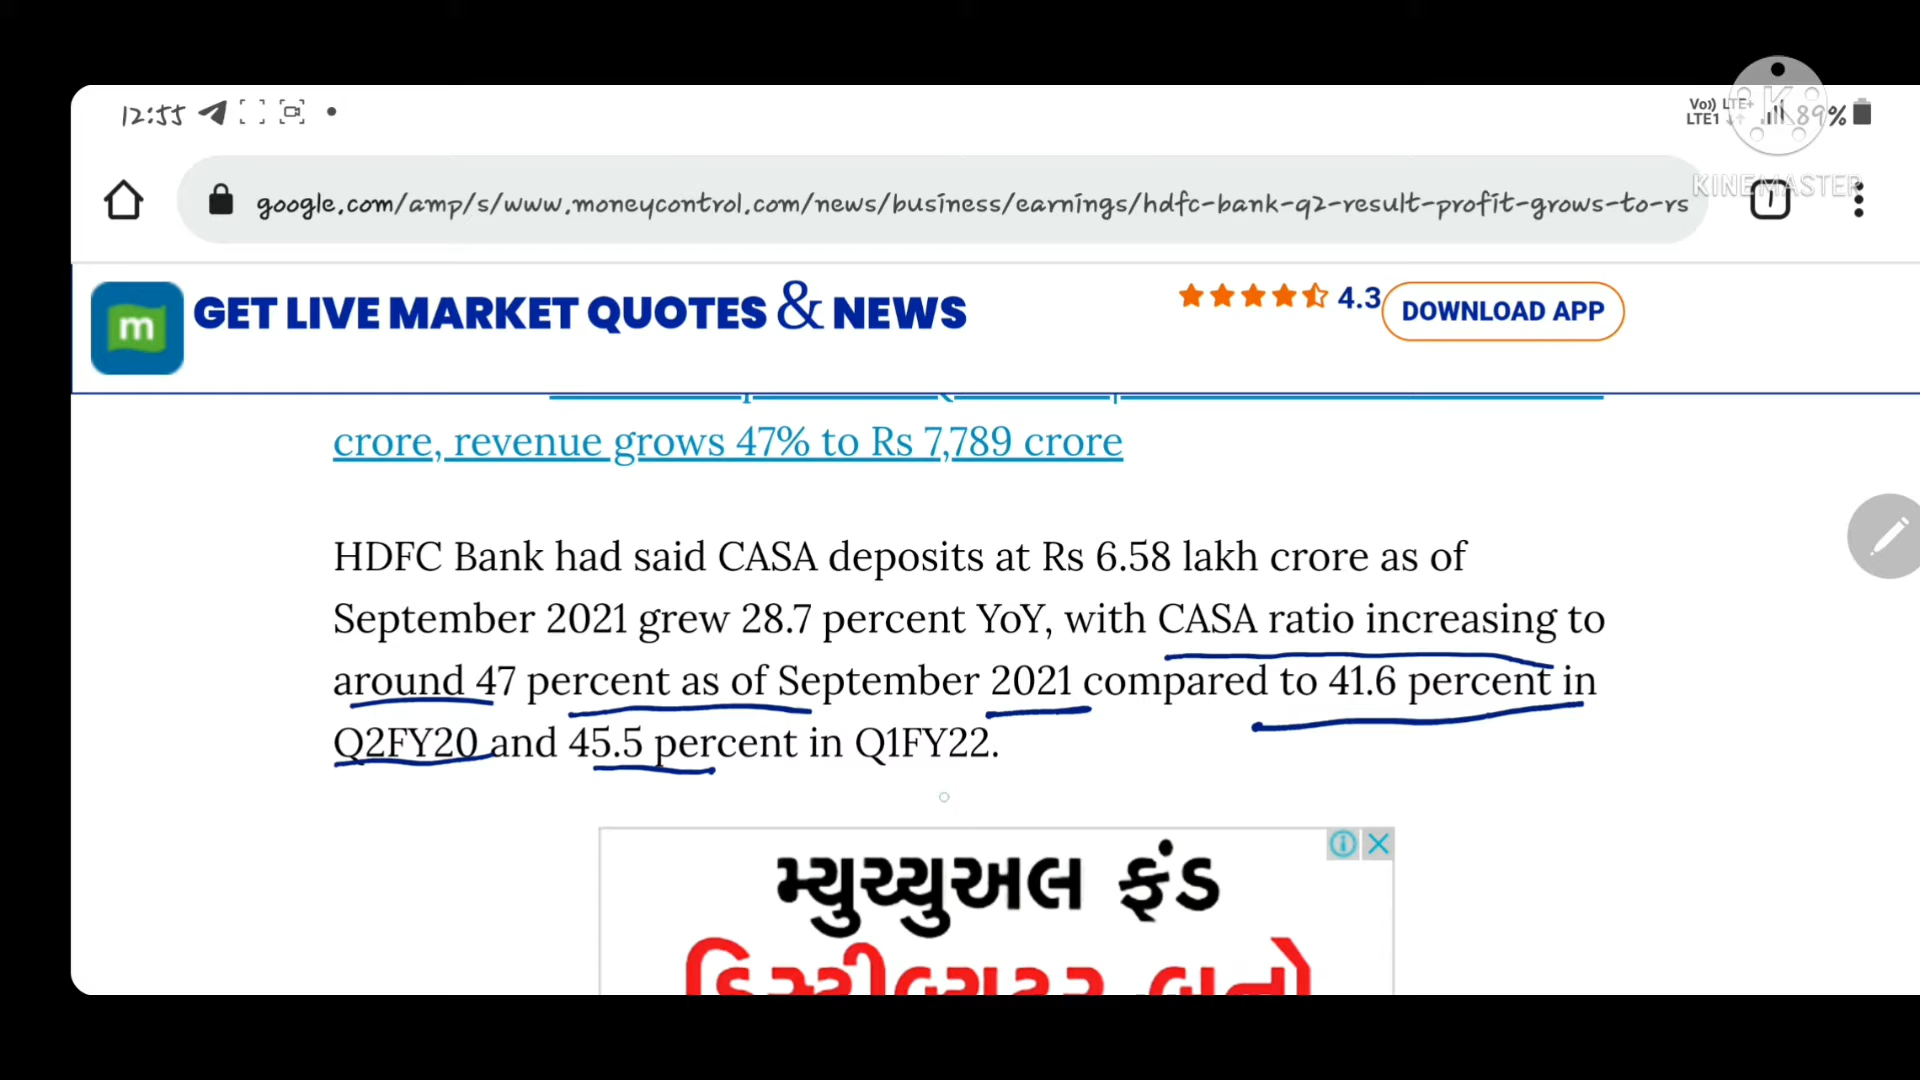 12:55
Vo)) LTE+
LTE1
89%
KINEMASTER
google.com/amp/s/www.moneycontrol.com/news/business/earnings/hdfc-bank-q2-result-profit-grows-to-rs
1
m
GET LIVE MARKET QUOTES & NEWS
4.3
DOWNLOAD APP
crore, revenue grows 47% to Rs 7,789 crore
HDFC Bank had said CASA deposits at Rs 6.58 lakh crore as of
September 2021 grew 28.7 percent YoY, with CASA ratio increasing to
around 47 percent as of September 2021 compared to 41.6 percent in
Q2FY20 and 45.5 percent in Q1FY22.
મ્યુચ્યુઅલ ફંડ